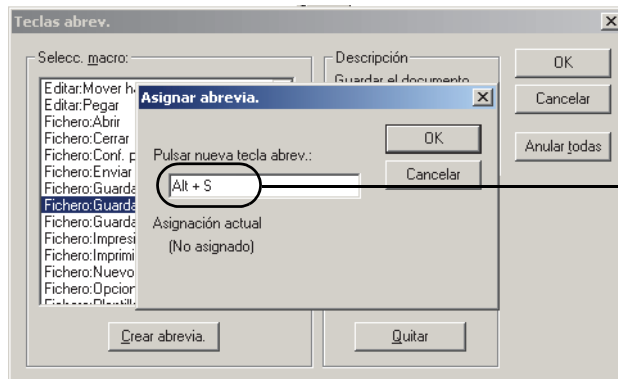 Teclas abrev.
Selecc. macro:
Editar:Mover
Editar:Pegar
Fichero:Abrir
Fichero:Cerrar
Fichero:Conf.
Fichero:Enviar
Fichero:Guarda
Fichero:Guarda
Fichero:Guarda
Fichero:Impresi
Fichero:Imprimi
Fichero:Nuevo
Fichero:Opcion
Crear abrevia.
Descripción
Guardar el documento
Quitar
OK
Cancelar
Anular todas
Asignar abrevia.
Pulsar nueva tecla abrev.:
Alt + S
Asignación actual
(No asignado)
OK
Cancelar